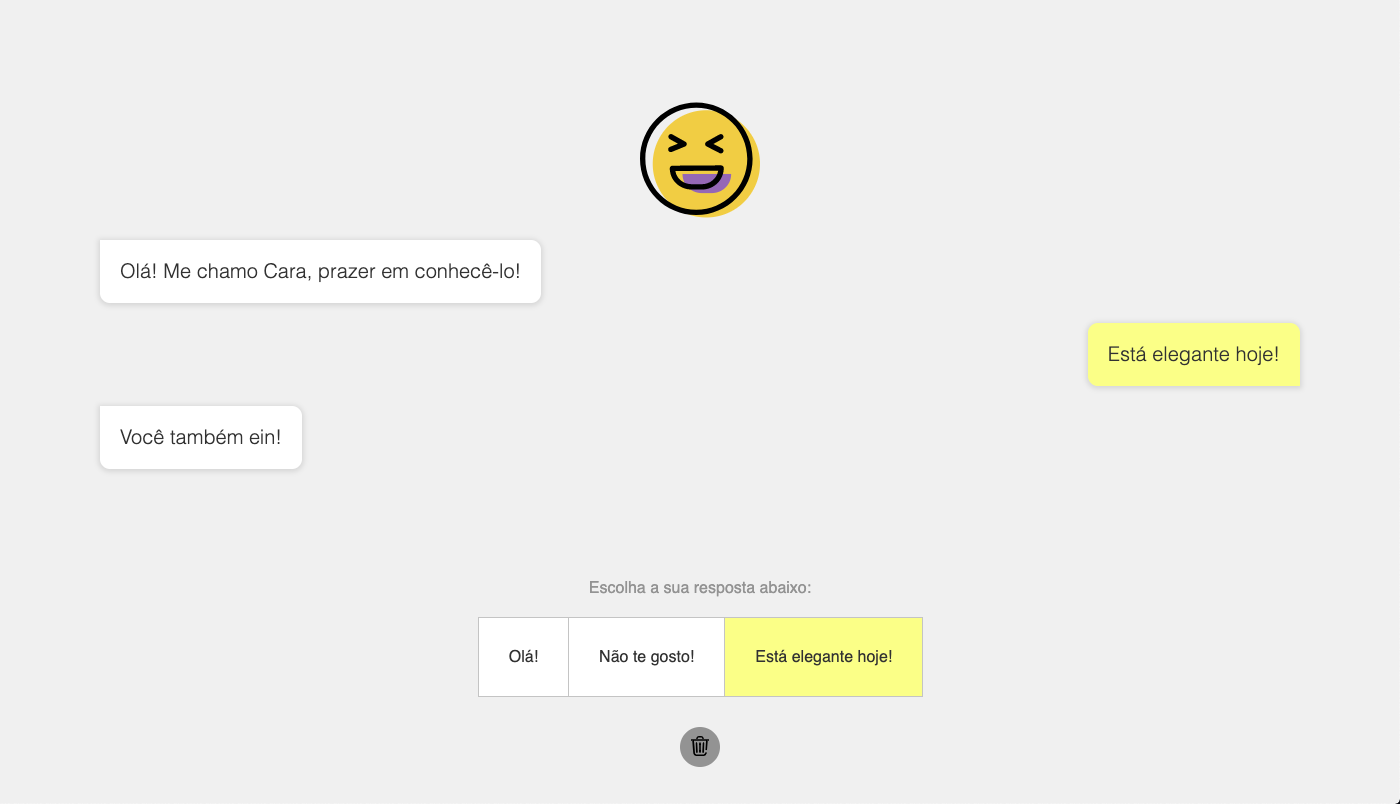 Olá! Me chamo Cara, prazer em conhecê-lo!
Está elegante hoje!
Você também ein!
Escolha a sua resposta abaixo:
Olá!
Não te gosto!
Está elegante hoje!